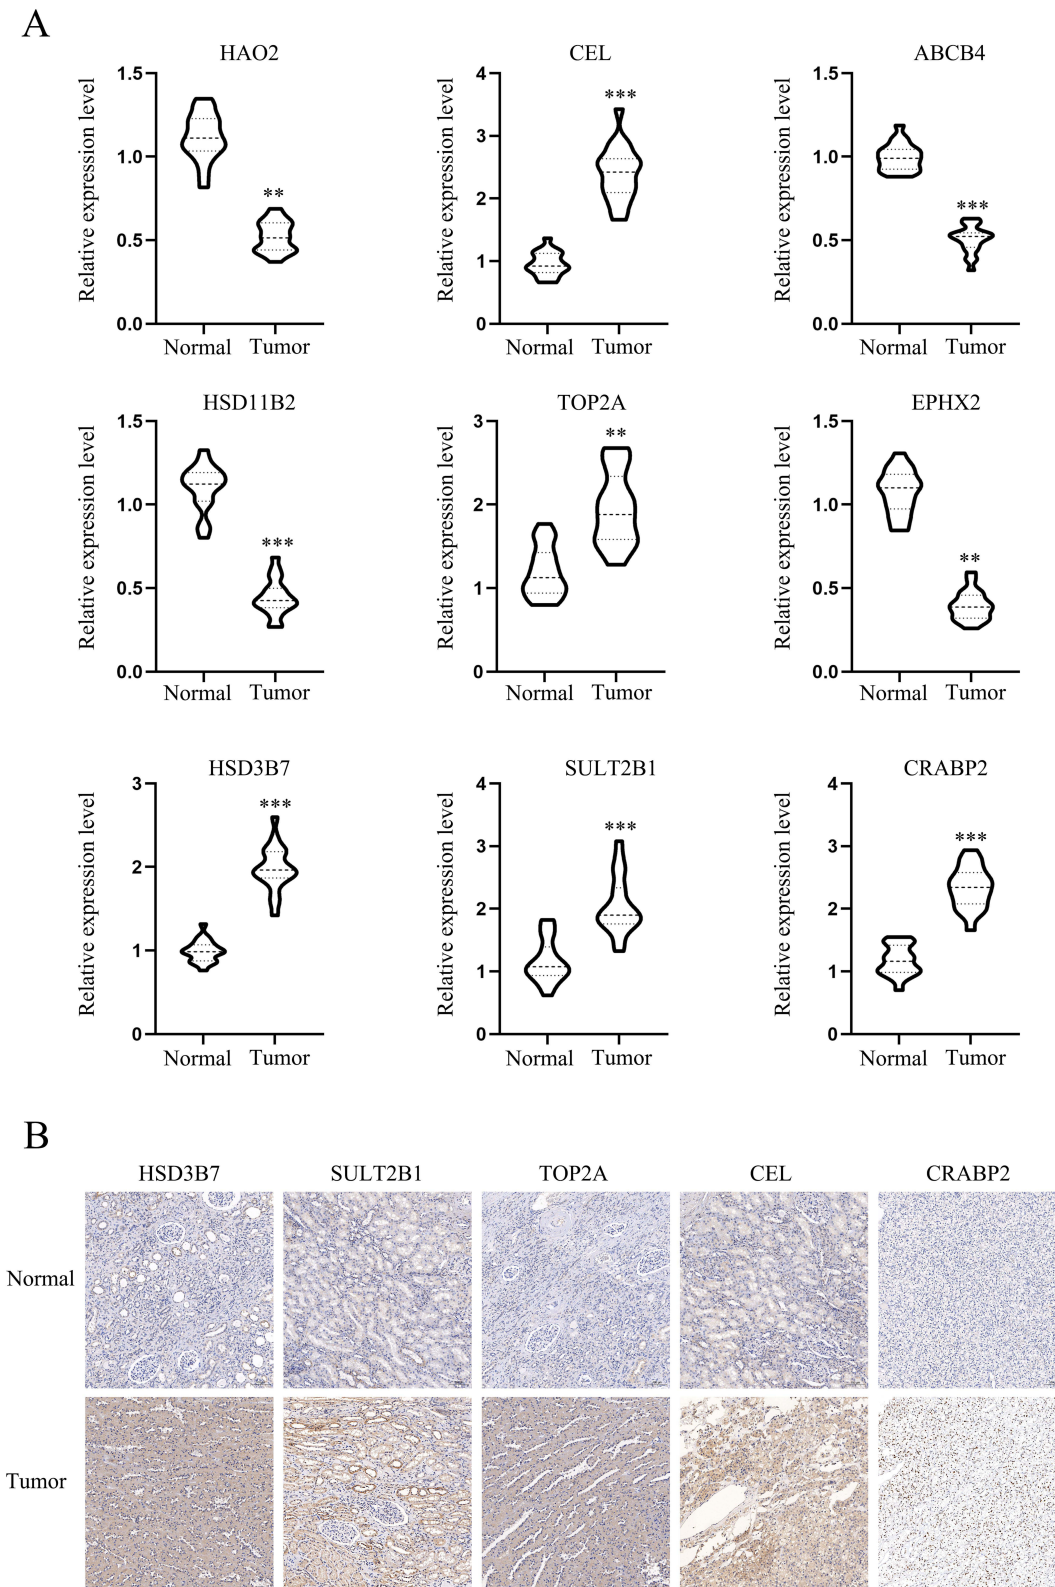 A
HAO2 CEL ABCB4
Relative expression level
1.5
1.0
0.5
0.0
**
Normal Tumor
Relative expression level
4
3
2
1
0
***
Normal Tumor
Relative expression level
1.5
1.0
0.5
0.0
***
Normal Tumor
HSD11B2 TOP2A EPHX2
Relative expression level
1.5
1.0
0.5
0.0
***
Normal Tumor
Relative expression level
3
2
1
0
**
Normal Tumor
Relative expression level
1.5
1.0
0.5
0.0
**
Normal Tumor
HSD3B7 SULT2B1 CRABP2
Relative expression level
3
2
1
0
***
Normal Tumor
Relative expression level
4
3
2
1
0
***
Normal Tumor
Relative expression level
4
3
2
1
0
***
Normal Tumor
B
HSD3B7 SULT2B1 TOP2A CEL CRABP2
Normal
Tumor